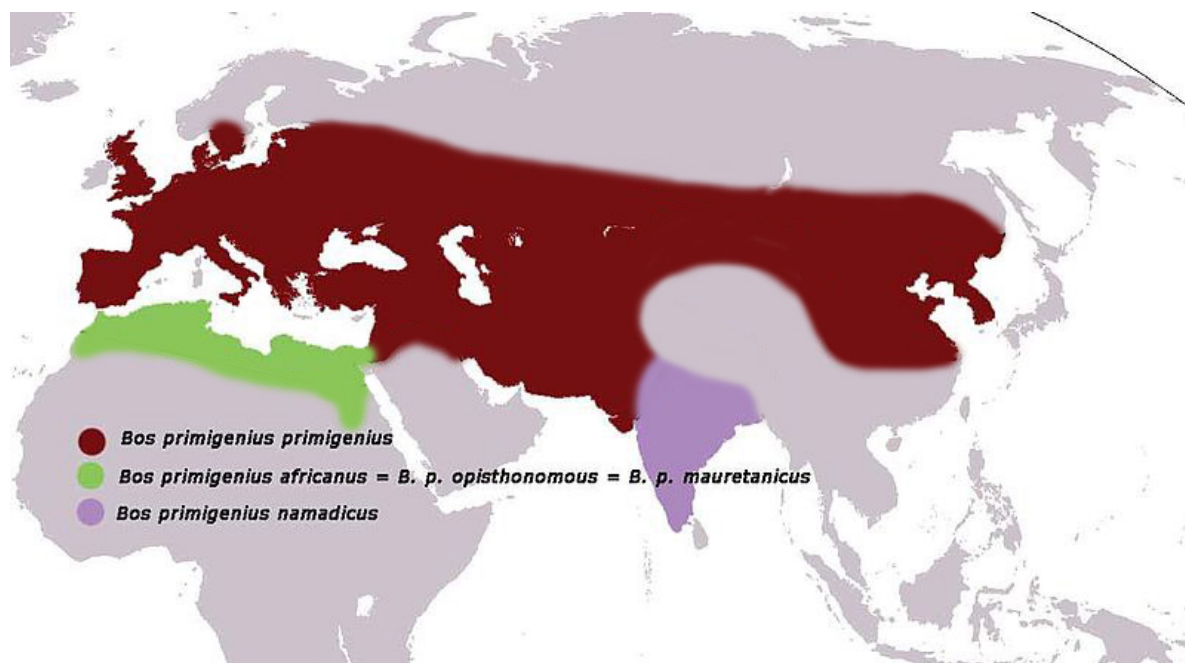 Bos primigenius primigenius
Bos primigenius africanus = B. p. opisthonomous = B. p. mauretanicus
Bos primigenius namadicus